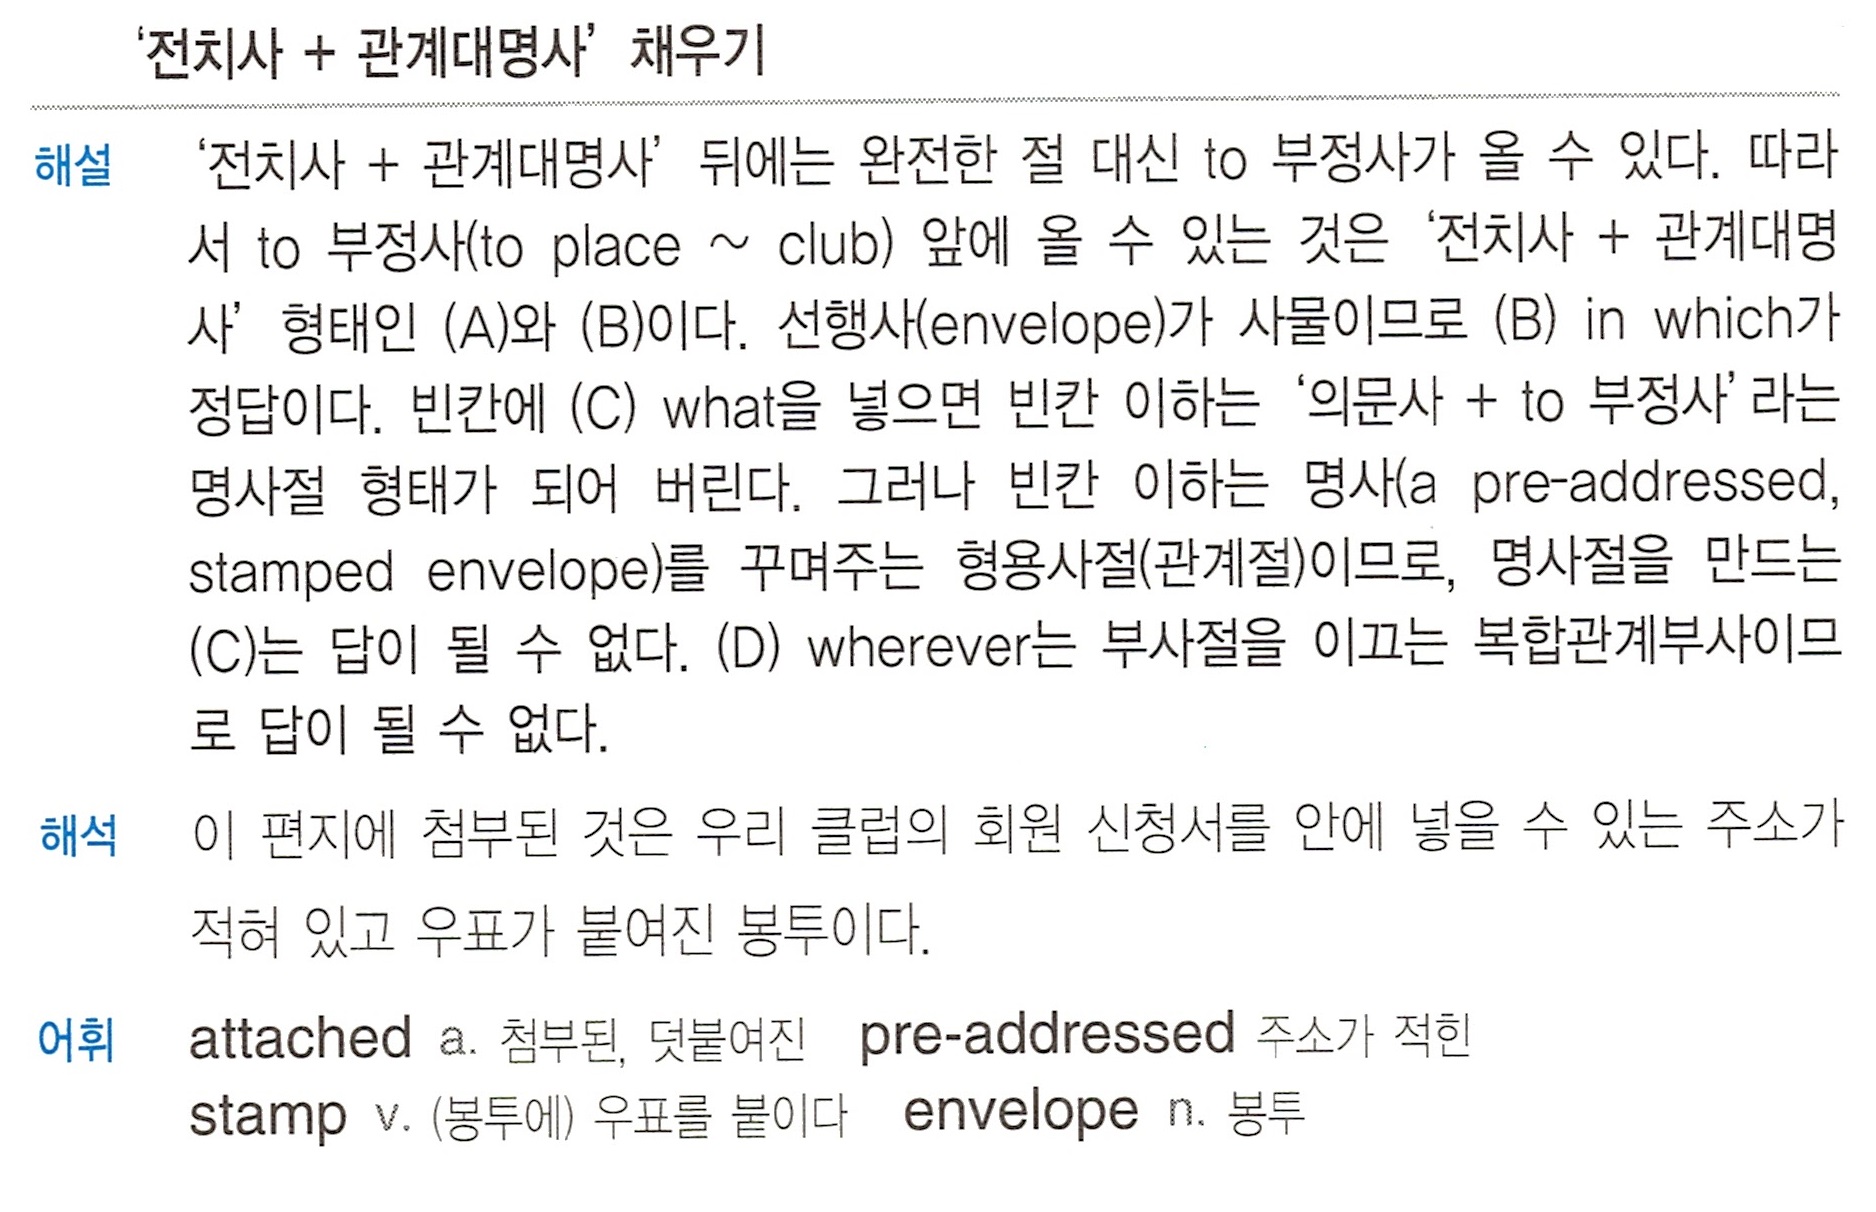 ‘전치사 + 관계대명사’ 채우기
해설 ‘전치사 + 관계대명사’ 뒤에는 완전한 절 대신 to 부정사가 올 수 있다. 따라
서 to 부정사(to place ~ club) 앞에 올 수 있는 것은 ‘전치사 + 관계대명
사’ 형태인 (A)와 (B)이다. 선행사(envelope)가 사물이므로 (B) in which가
정답이다. 빈칸에 (C) what을 넣으면 빈칸 이하는 ‘의문사 + to 부정사’라는
명사절 형태가 되어 버린다. 그러나 빈칸 이하는 명사(a pre-addressed,
stamped envelope)를 꾸며주는 형용사절(관계절)이므로, 명사절을 만드는
(C)는 답이 될 수 없다. (D) wherever는 부사절을 이끄는 복합관계부사이므
로 답이 될 수 없다.
해석 이 편지에 첨부된 것은 우리 클럽의 회원 신청서를 안에 넣을 수 있는 주소가
적혀 있고 우표가 붙여진 봉투이다.
어휘 attached a. 첨부된, 덧붙여진 pre-addressed 주소가 적힌
stamp v. (봉투에) 우표를 붙이다 envelope n. 봉투